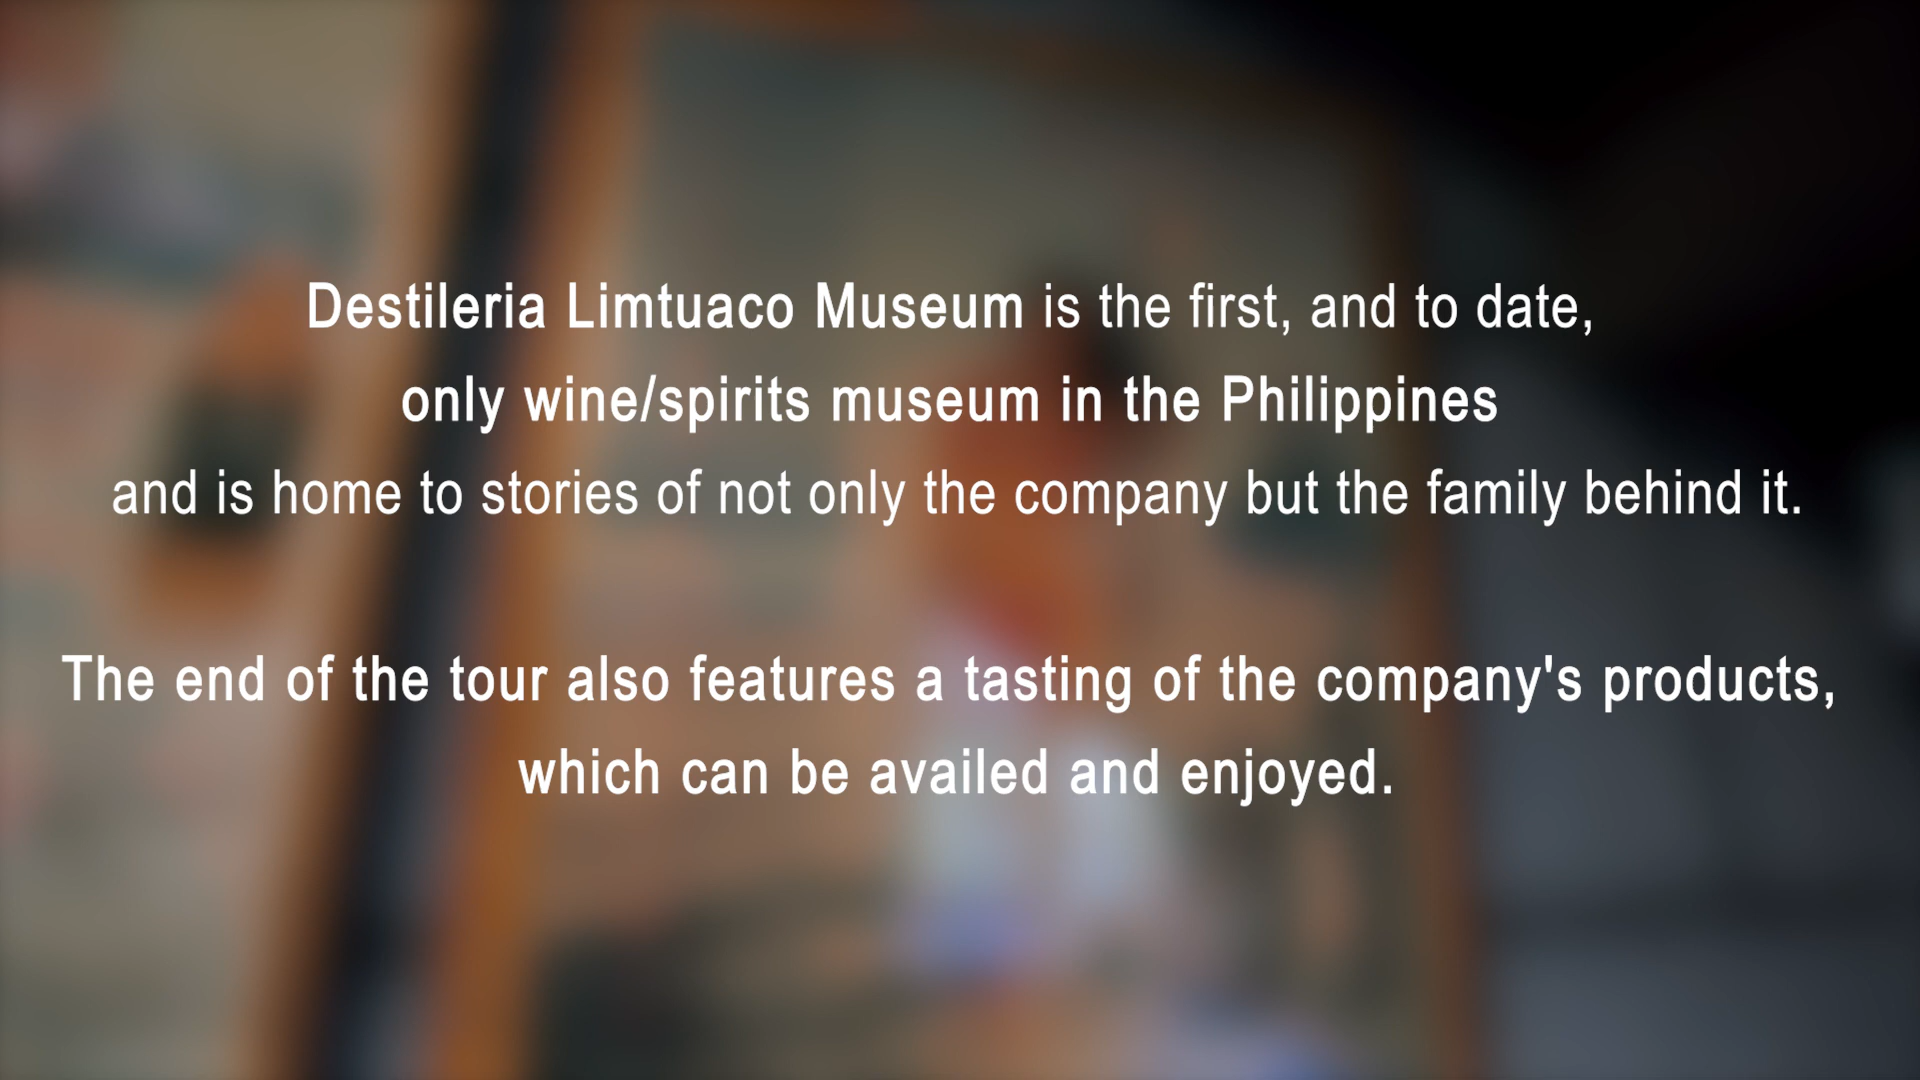 Destileria Limtuaco Museum is the first, and to date,
only wine/spirits museum in the Philippines
and is home to stories of not only the company but the family behind it.
The end of the tour also features a tasting of the company's products,
which can be availed and enjoyed.